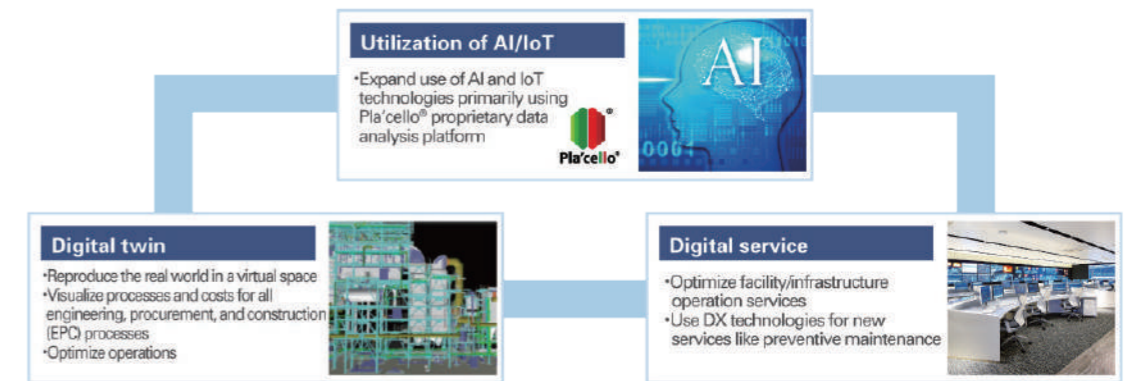 Utilization of AI/IoT
•Expand use of AI and IoT
technologies primarily using
Pla'cello® proprietary data
analysis platform
®
Pla'cello®
AI
0001
Digital twin
•Reproduce the real world in a virtual space
•Visualize processes and costs for all
engineering, procurement, and construction
(EPC) processes
•Optimize operations
Digital service
•Optimize facility/infrastructure
operation services
•Use DX technologies for new
services like preventive maintenance